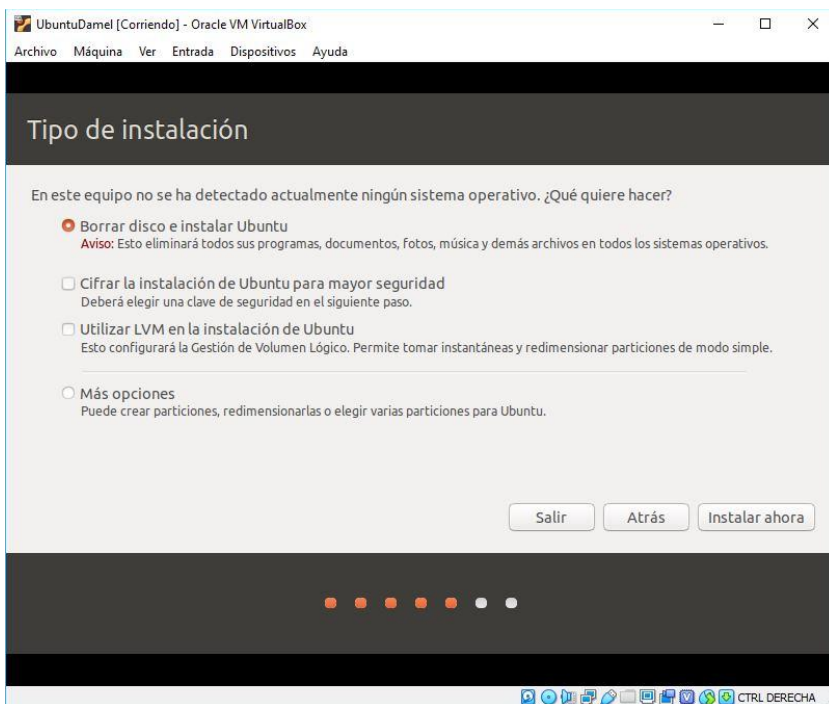 UbuntuDamel [Corriendo] - Oracle VM VirtualBox
Archivo Máquina Ver Entrada Dispositivos Ayuda
Tipo de instalación
En este equipo no se ha detectado actualmente ningún sistema operativo. ¿Qué quiere hacer?
Borrar disco e instalar Ubuntu
Aviso: Esto eliminará todos sus programas, documentos, fotos, música y demás archivos en todos los sistemas operativos.
Cifrar la instalación de Ubuntu para mayor seguridad
Deberá elegir una clave de seguridad en el siguiente paso.
Utilizar LVM en la instalación de Ubuntu
Esto configurará la Gestión de Volumen Lógico. Permite tomar instantáneas y redimensionar particiones de modo simple.
Más opciones
Puede crear particiones, redimensionarlas o elegir varias particiones para Ubuntu.
Salir Atrás Instalar ahora
CTRL DERECHA